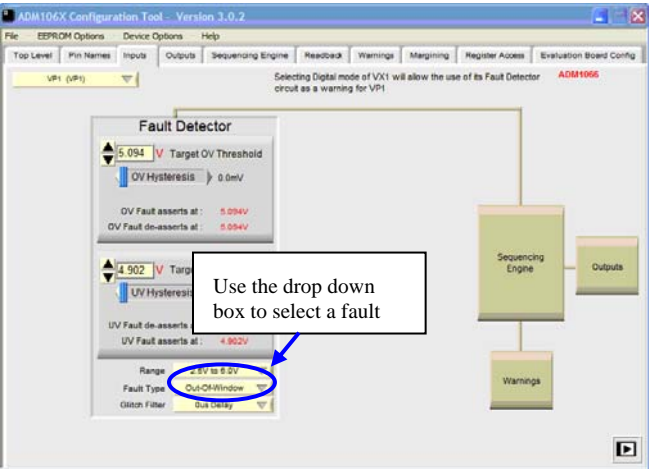 ADM106X Configuration Tool - Version 3.0.2
File EEPROM Options Device Options Help
Top Level Pin Names Inputs Outputs Sequencing Engine Readback Warnings Margining Register Access Evaluation Board Config
VP1 (VP1)
Selecting Digital mode of VX1 will allow the use of its Fault Detector
circuit as a warning for VP1
ADM1066
Fault Detector
5.094 V Target OV Threshold
OV Hysteresis 0.0mV
OV Fault asserts at : 5.094V
OV Fault de-asserts at : 5.094V
4.902 V Targ
UV Hysteresis
UV Fault de-asserts
UV Fault asserts at : 4.902V
Use the drop down
box to select a fault
Range 2.5V to 6.0V
Fault Type Out-Of-Window
Glitch Filter 0us Delay
Sequencing
Engine
Outputs
Warnings